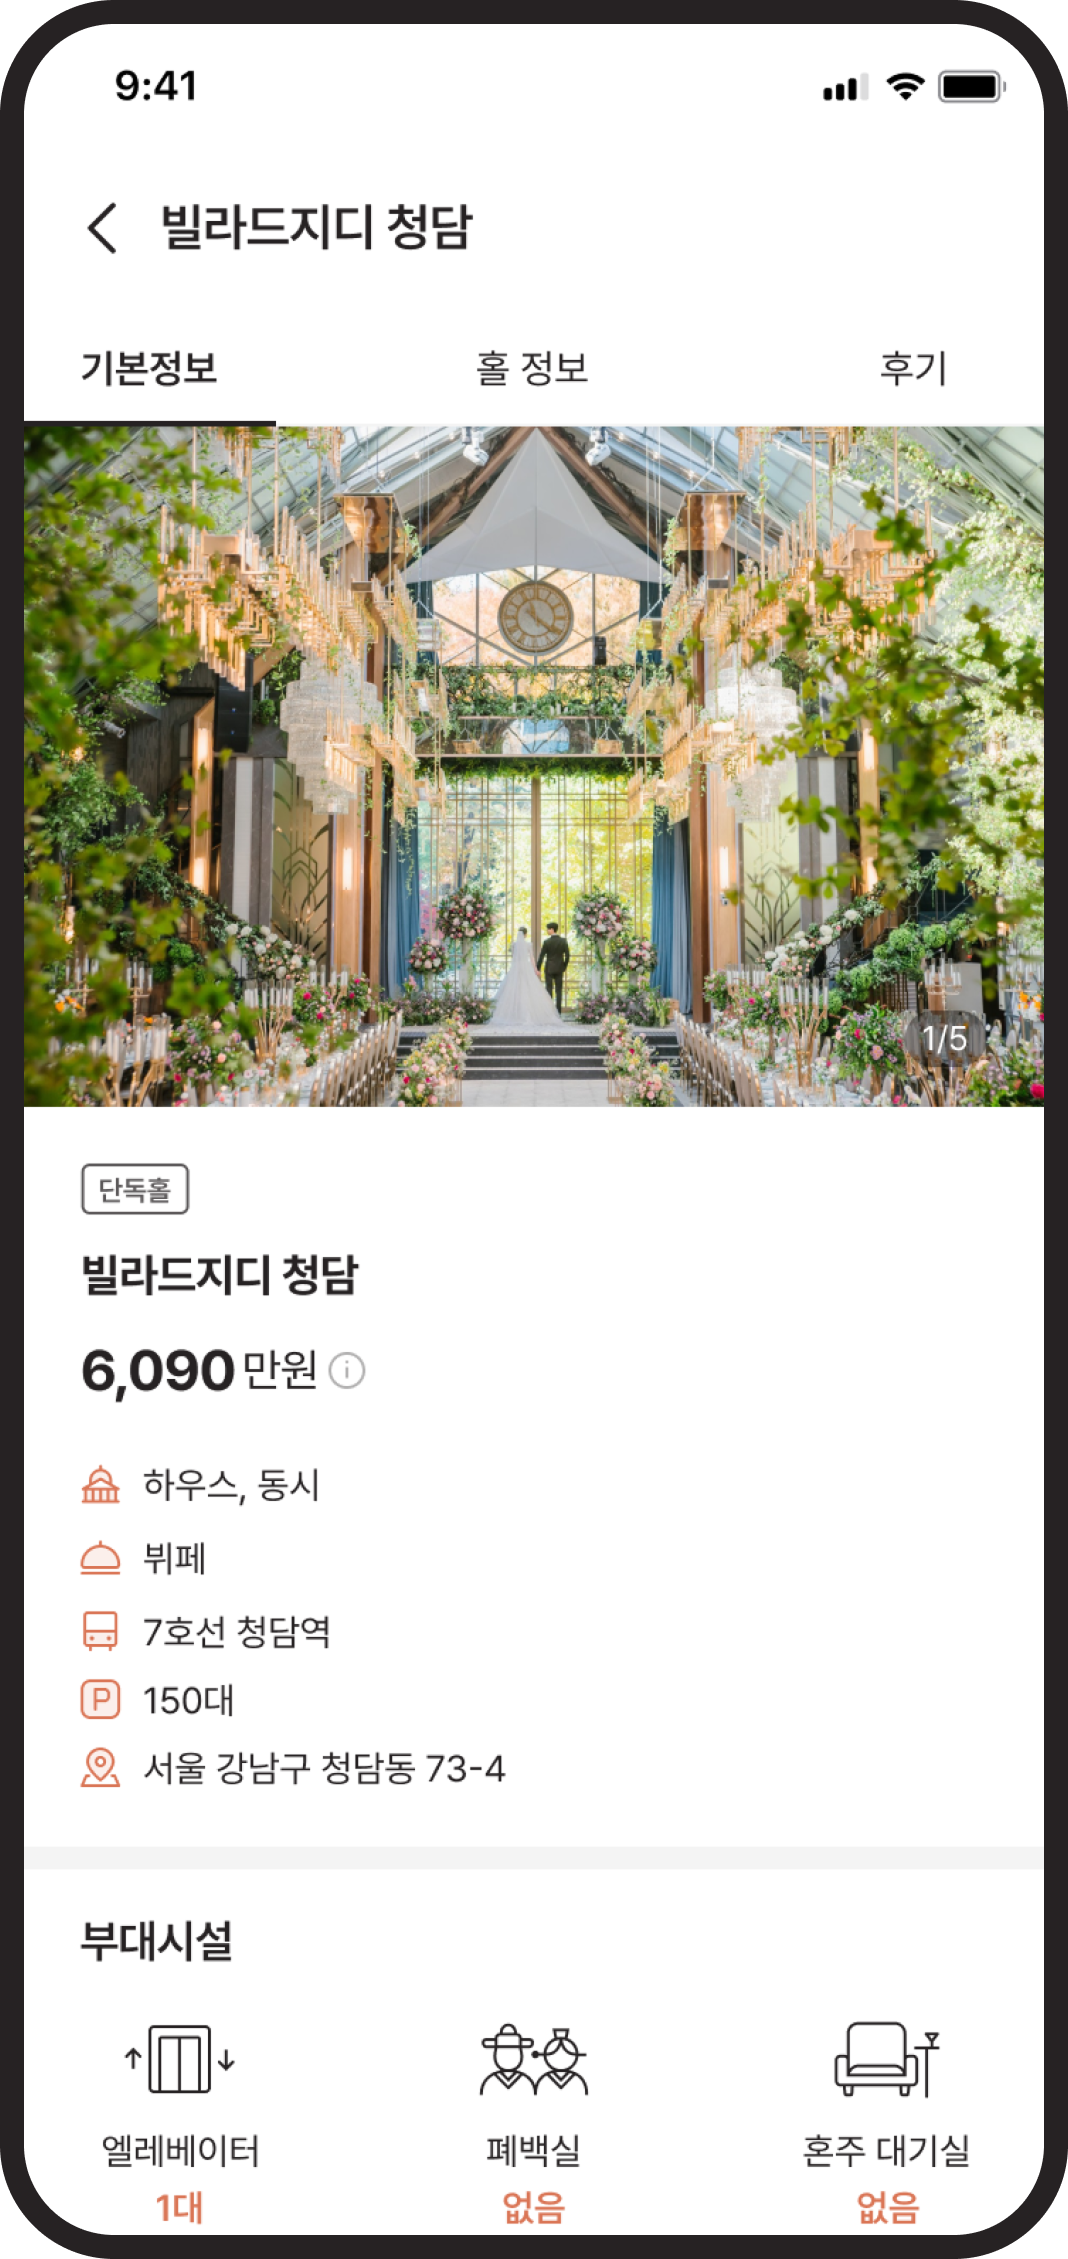 9:41
빌라드지디 청담
기본정보 홀 정보 후기
1/5
단독홀
빌라드지디 청담
6,090만원
하우스, 동시
뷔페
7호선 청담역
P 150대
서울 강남구 청담동 73-4
부대시설
엘레베이터 폐백실 혼주 대기실
1대 없음 없음